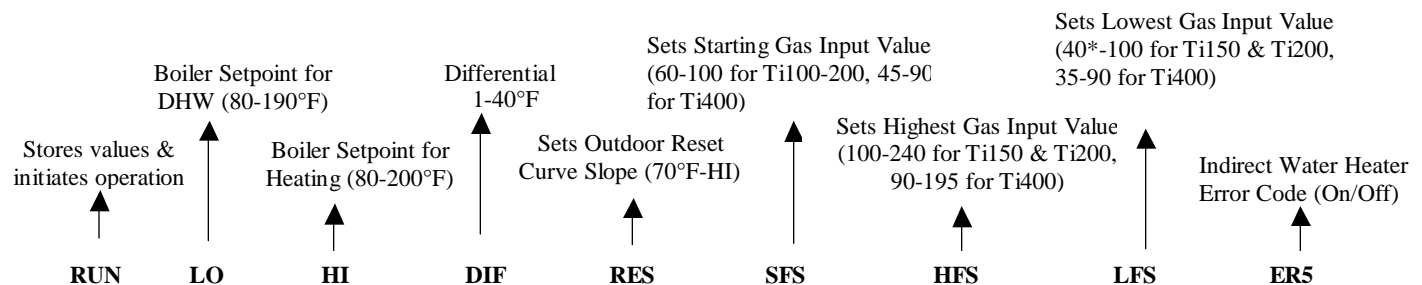 Stores values &
initiates operation
Boiler Setpoint for
DHW (80-190°F)
Boiler Setpoint for
Heating (80-200°F)
Differential
1-40°F
Sets Outdoor Reset
Curve Slope (70°F-HI)
Sets Starting Gas Input Value
(60-100 for Ti100-200, 45-90
for Ti400)
Sets Highest Gas Input Value
(100-240 for Ti150 & Ti200,
90-195 for Ti400)
Sets Lowest Gas Input Value
(40*-100 for Ti150 & Ti200,
35-90 for Ti400)
Indirect Water Heater
Error Code (On/Off)
RUN LO HI DIF RES SFS HFS LFS ER5